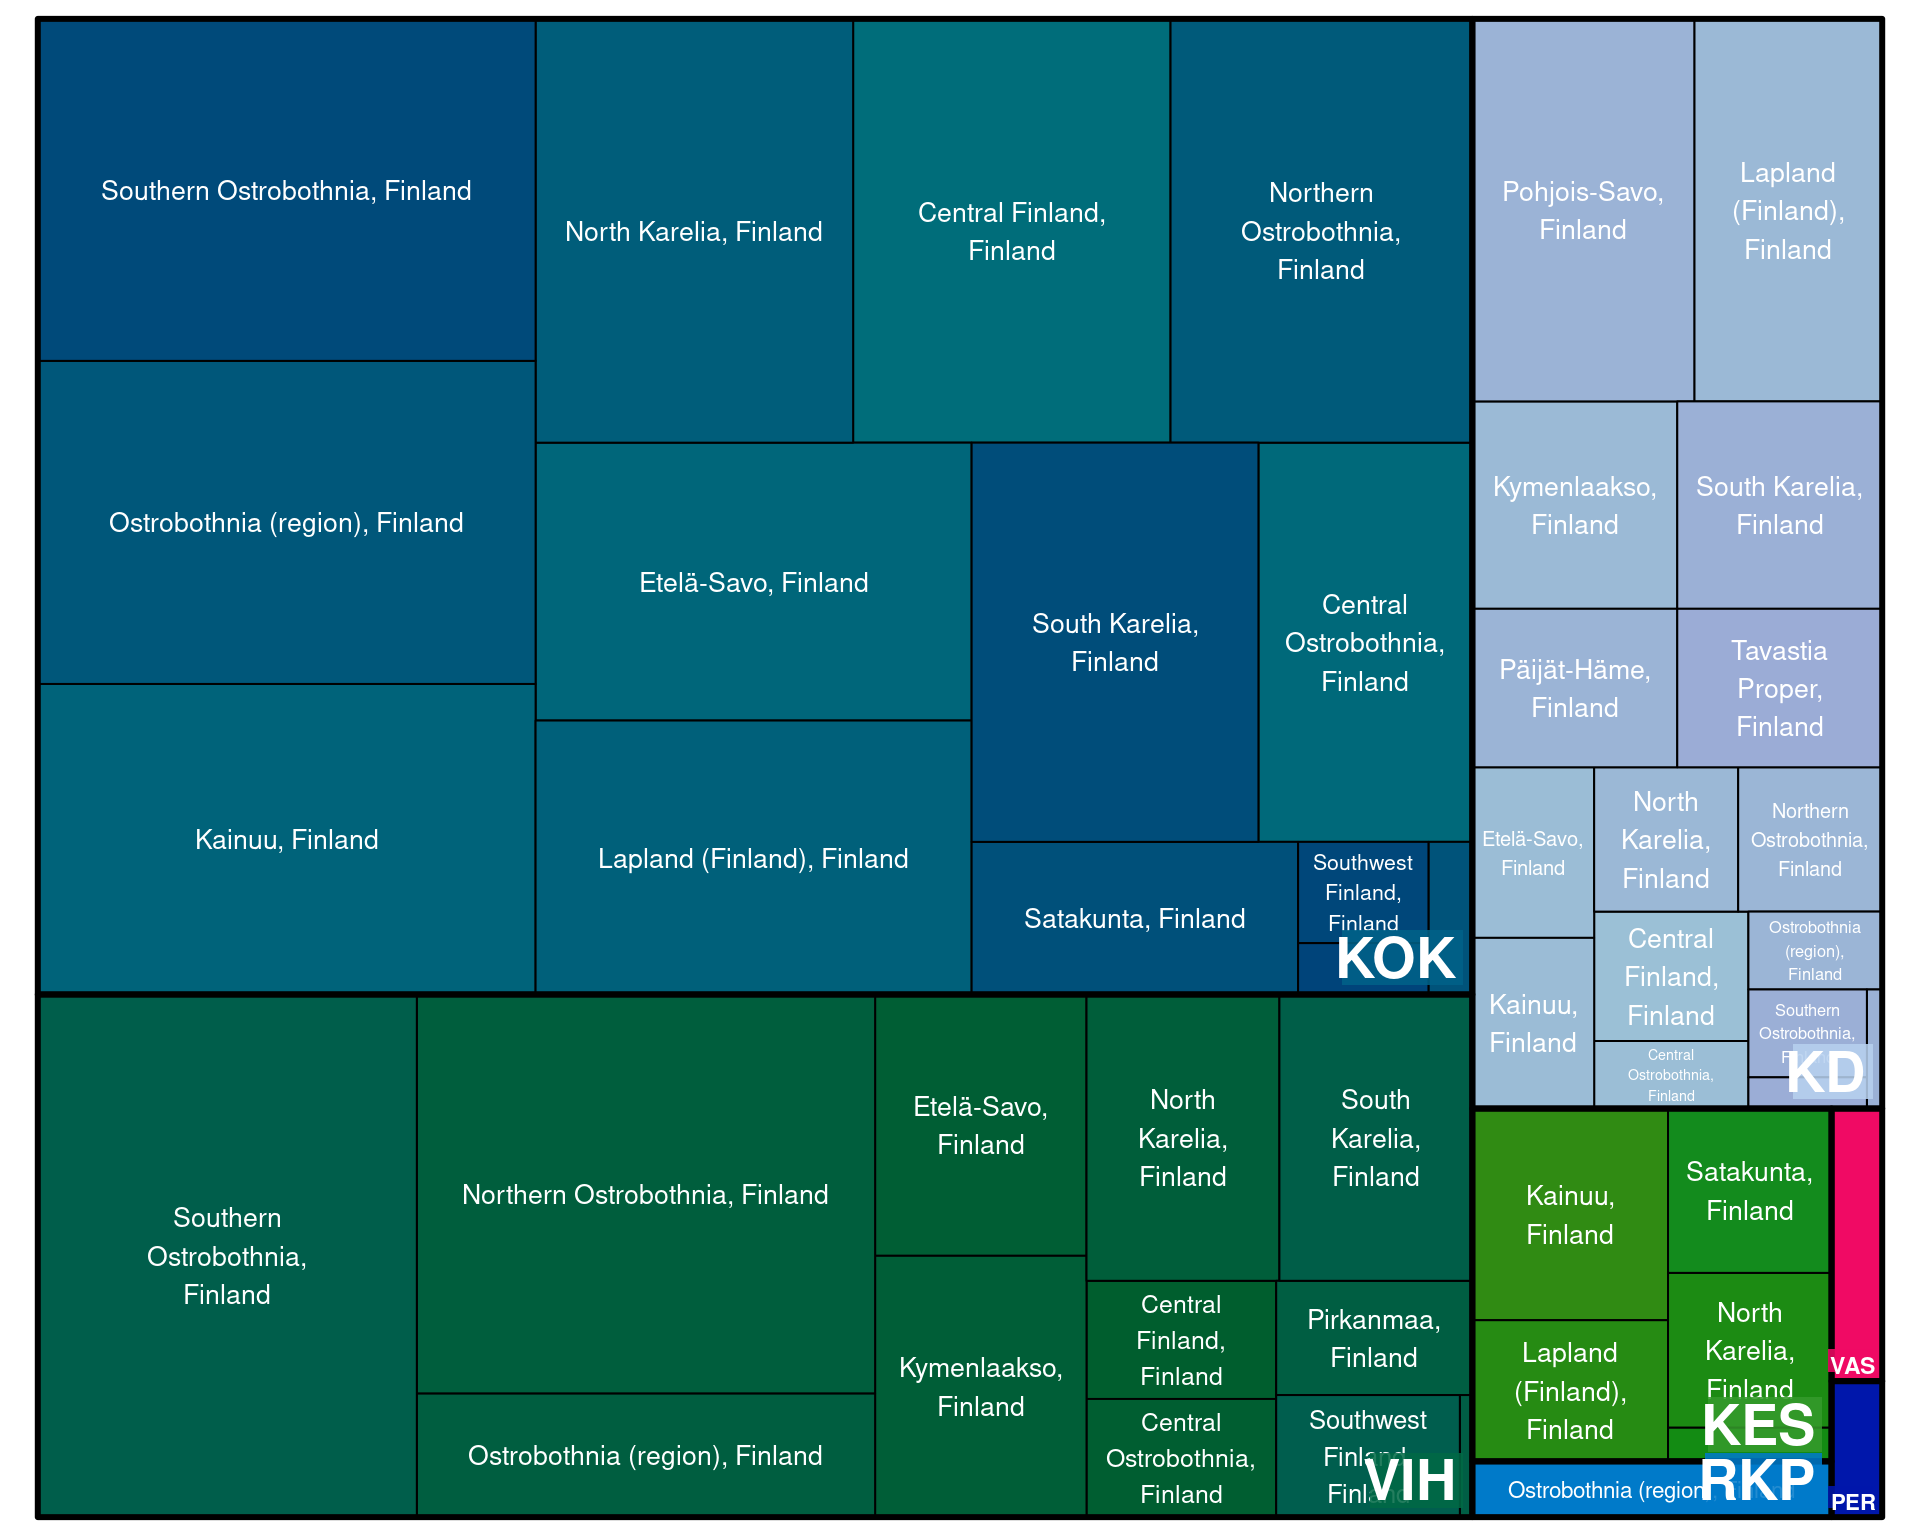 Southern Ostrobothnia, Finland
Ostrobothnia (region), Finland
Kainuu, Finland
North Karelia, Finland
Central Finland,
Finland
Northern
Ostrobothnia,
Finland
Etelä-Savo, Finland
Lapland (Finland), Finland
South Karelia,
Finland
Central
Ostrobothnia,
Finland
Satakunta, Finland
Southwest
Finland,
Finland
KOK
Southern
Ostrobothnia,
Finland
Northern Ostrobothnia, Finland
Ostrobothnia (region), Finland
Etelä-Savo,
Finland
Kymenlaakso,
Finland
North
Karelia,
Finland
South
Karelia,
Finland
Central
Finland,
Finland
Pirkanmaa,
Finland
Central
Ostrobothnia,
Finland
Southwest
Finland,
Finland
VIH
Pohjois-Savo,
Finland
Lapland
(Finland),
Finland
Kymenlaakso,
Finland
South Karelia,
Finland
Päijät-Häme,
Finland
Tavastia
Proper,
Finland
Etelä-Savo,
Finland
North
Karelia,
Finland
Northern
Ostrobothnia,
Finland
Kainuu,
Finland
Central
Finland,
Finland
Ostrobothnia
(region),
Finland
Central
Ostrobothnia,
Finland
Southern
Ostrobothnia,
KD
Kainuu,
Finland
Satakunta,
Finland
Lapland
(Finland),
Finland
North
Karelia,
Finland
KES
VAS
Ostrobothnia (region),
RKP
PER